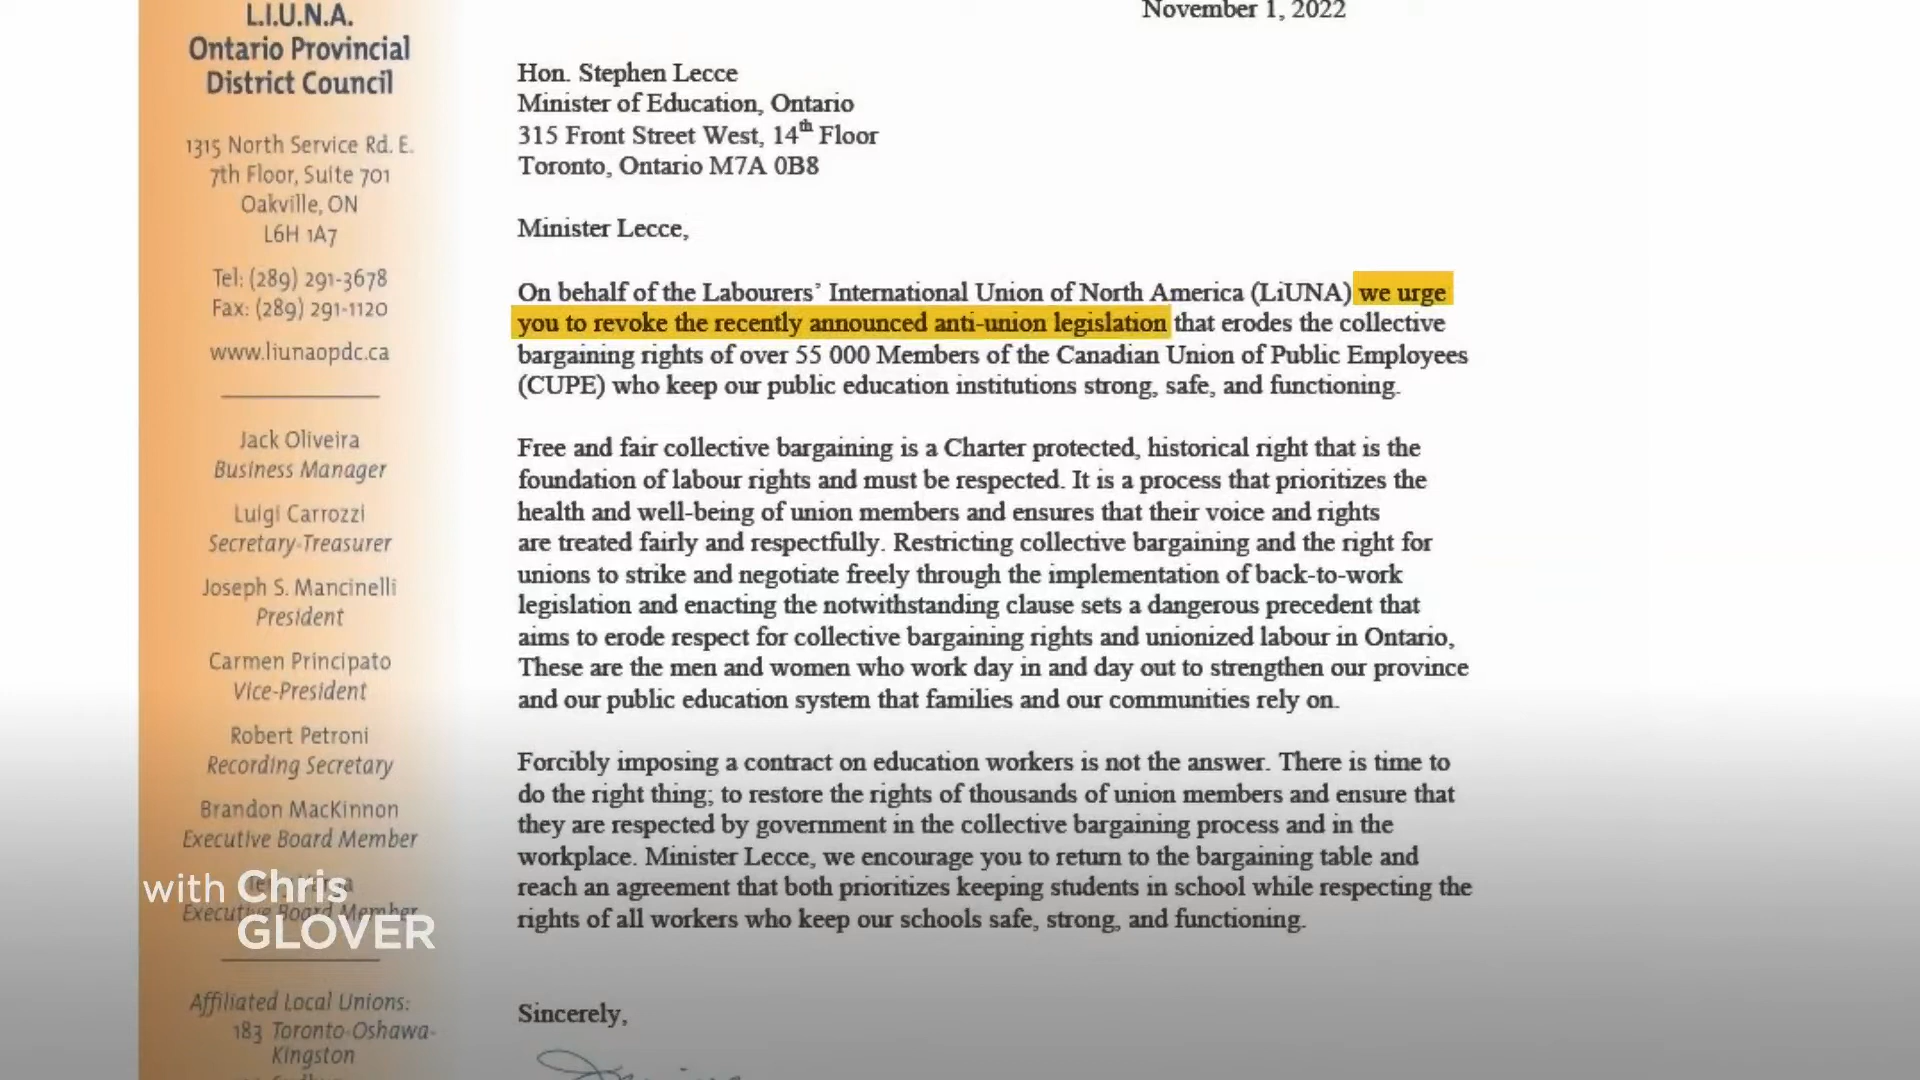 L.I.U.N.A.
Ontario Provincial
District Council
1315 North Service Rd. E.
7th Floor, Suite 701
Oakville, ON
L6H 1A7
Tel: (289) 291-3678
Fax: (289) 291-1120
www.liunaopdc.ca
Jack Oliveira
Business Manager
Luigi Carrozzi
Secretary-Treasurer
Joseph S. Mancinelli
President
Carmen Principato
Vice-President
Robert Petroni
Recording Secretary
Brandon MacKinnon
Executive Board Member
Executive Board Member
Affiliated Local Unions:
183 Toronto-Oshawa-
Kingston
November 1, 2022
Hon. Stephen Lecce
Minister of Education, Ontario
315 Front Street West, 14th Floor
Toronto, Ontario M7A 0B8
Minister Lecce,
On behalf of the Labourers' International Union of North America (LiUNA) we urge
you to revoke the recently announced anti-union legislation that erodes the collective
bargaining rights of over 55 000 Members of the Canadian Union of Public Employees
(CUPE) who keep our public education institutions strong, safe, and functioning.
Free and fair collective bargaining is a Charter protected, historical right that is the
foundation of labour rights and must be respected. It is a process that prioritizes the
health and well-being of union members and ensures that their voice and rights
are treated fairly and respectfully. Restricting collective bargaining and the right for
unions to strike and negotiate freely through the implementation of back-to-work
legislation and enacting the notwithstanding clause sets a dangerous precedent that
aims to erode respect for collective bargaining rights and unionized labour in Ontario,
These are the men and women who work day in and day out to strengthen our province
and our public education system that families and our communities rely on.
Forcibly imposing a contract on education workers is not the answer. There is time to
do the right thing; to restore the rights of thousands of union members and ensure that
they are respected by government in the collective bargaining process and in the
workplace. Minister Lecce, we encourage you to return to the bargaining table and
reach an agreement that both prioritizes keeping students in school while respecting the
rights of all workers who keep our schools safe, strong, and functioning.
Sincerely,
with Chris
GLOVER